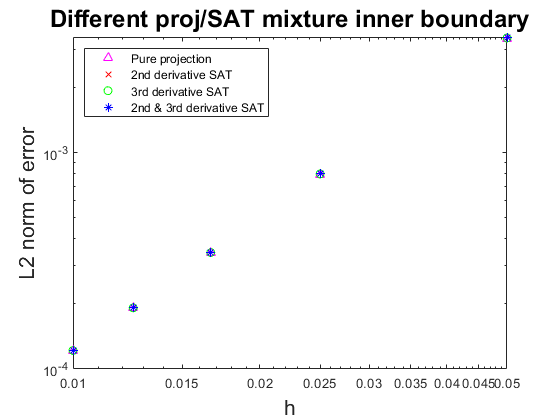 Different proj/SAT mixture inner boundary
Pure projection
2nd derivative SAT
3rd derivative SAT
2nd & 3rd derivative SAT
L2 norm of error
10-3
10-4
0.01 0.015 0.02 0.025 0.03 0.035 0.04 0.045 0.05
h